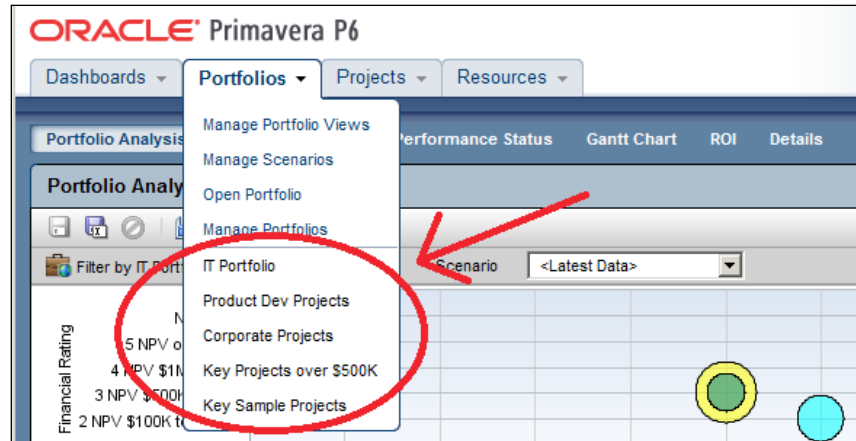 ORACLE Primavera P6
Dashboards Portfolios Projects Resources
Manage Portfolio Views
Portfolio Analysis Performance Status Gantt Chart ROI Details
Manage Scenarios
Portfolio Analy
Open Portfolio
Manage Portfolios
Filter by IT Portf IT Portfolio Scenario <Latest Data>
Product Dev Projects
N
5 NPV o Corporate Projects
4 NPV $1M Key Projects over $500K
3 NPV $500K
Key Sample Projects
2 NPV $100K to
Financial Rating